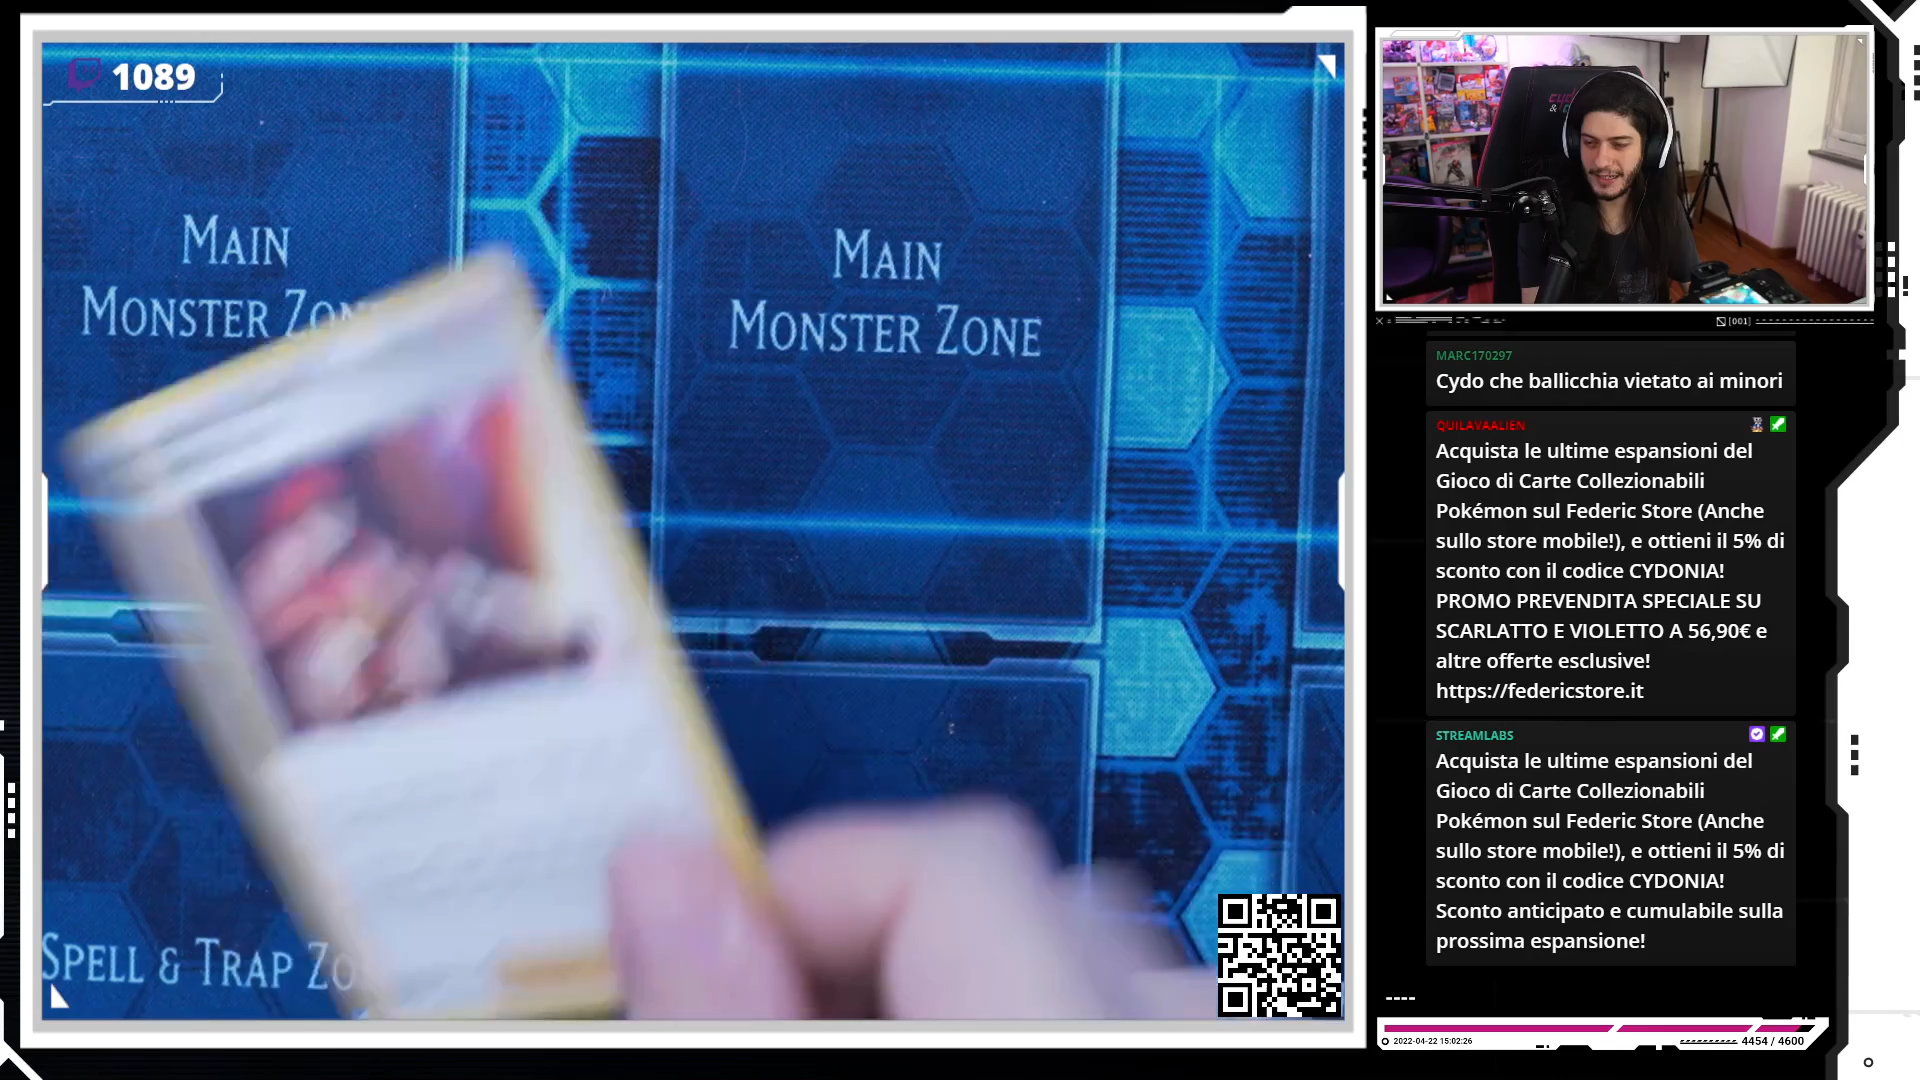 1089
MAIN
MONSTER ZONE
MAIN
MONSTER ZONE
SPELL & TRAP ZO
[001]
MARC170297
Cydo che ballicchia vietato ai minori
QUILAVAALIEN
Acquista le ultime espansioni del
Gioco di Carte Collezionabili
Pokémon sul Federic Store (Anche
sullo store mobile!), e ottieni il 5% di
sconto con il codice CYDONIA!
PROMO PREVENDITA SPECIALE SU
SCARLATTO E VIOLETTO A 56,90€ e
altre offerte esclusive!
https://federicstore.it
STREAMLABS
Acquista le ultime espansioni del
Gioco di Carte Collezionabili
Pokémon sul Federic Store (Anche
sullo store mobile!), e ottieni il 5% di
sconto con il codice CYDONIA!
Sconto anticipato e cumulabile sulla
prossima espansione!
----
2022-04-22 15:02:26
4454 / 4600